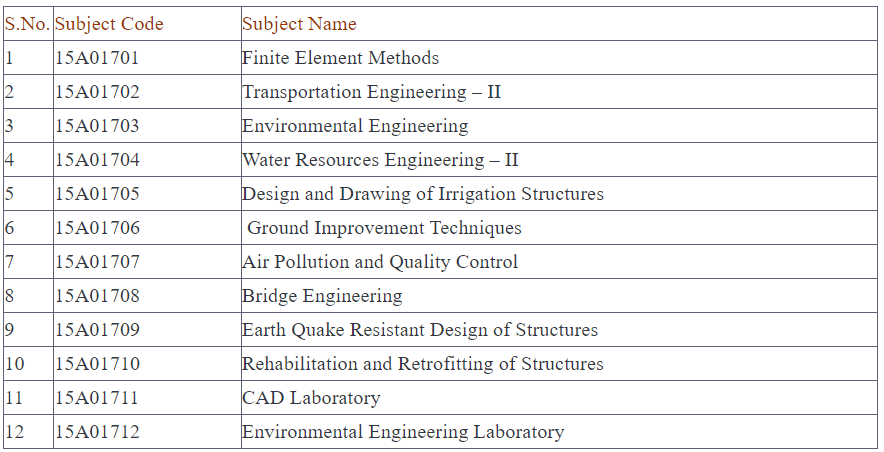 S.No. Subject Code Subject Name
1 15A01701 Finite Element Methods
2 15A01702 Transportation Engineering – II
3 15A01703 Environmental Engineering
4 15A01704 Water Resources Engineering – II
5 15A01705 Design and Drawing of Irrigation Structures
6 15A01706 Ground Improvement Techniques
7 15A01707 Air Pollution and Quality Control
8 15A01708 Bridge Engineering
9 15A01709 Earth Quake Resistant Design of Structures
10 15A01710 Rehabilitation and Retrofitting of Structures
11 15A01711 CAD Laboratory
12 15A01712 Environmental Engineering Laboratory